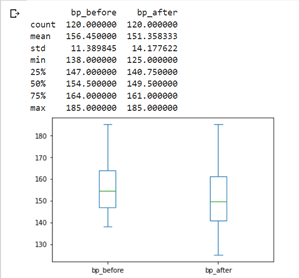 bp_before bp_after
count 120.000000 120.000000
mean 156.450000 151.358333
std 11.389845 14.177622
min 138.000000 125.000000
25% 147.000000 140.750000
50% 154.500000 149.500000
75% 164.000000 161.000000
max 185.000000 185.000000
180
170
160
150
140
130
bp_before bp_after